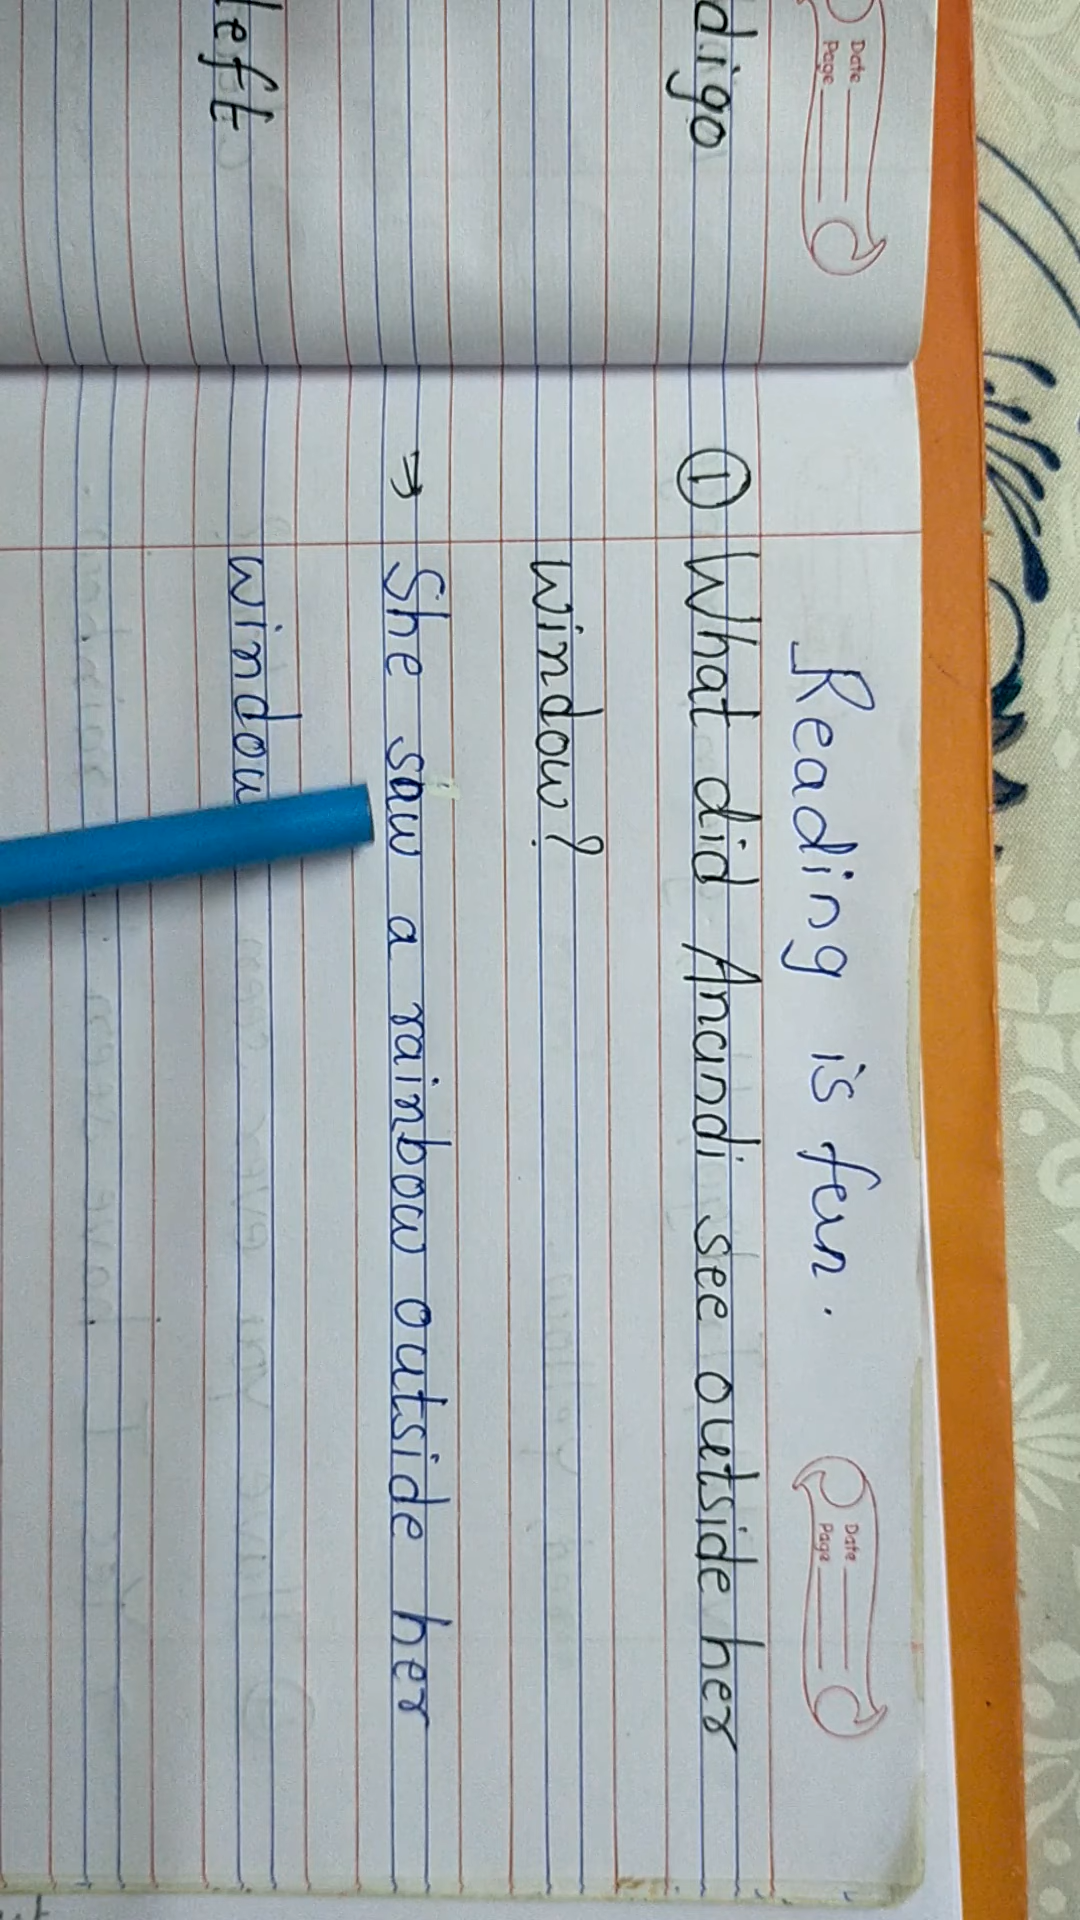 digo
left
Date
Page
Reading is fun.
Date
Page
① What did Anandi see outside her
window?
→ She saw a rainbow outside her
window